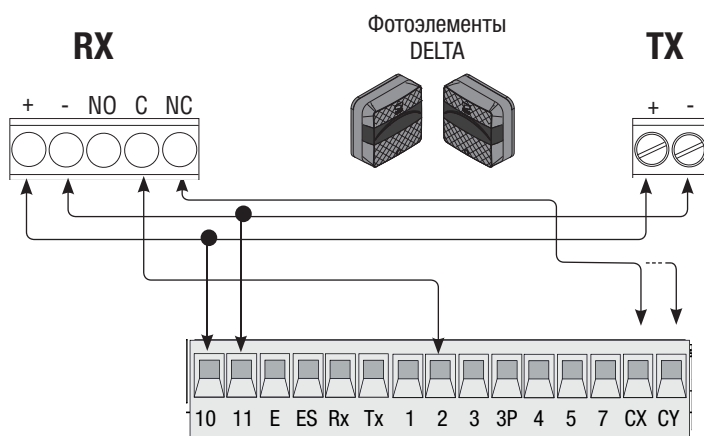 Фотоэлементы
DELTA
RX
TX
+ - NO C NC
+ -
10 11 E ES Rx Tx 1 2 3 3P 4 5 7 CX CY